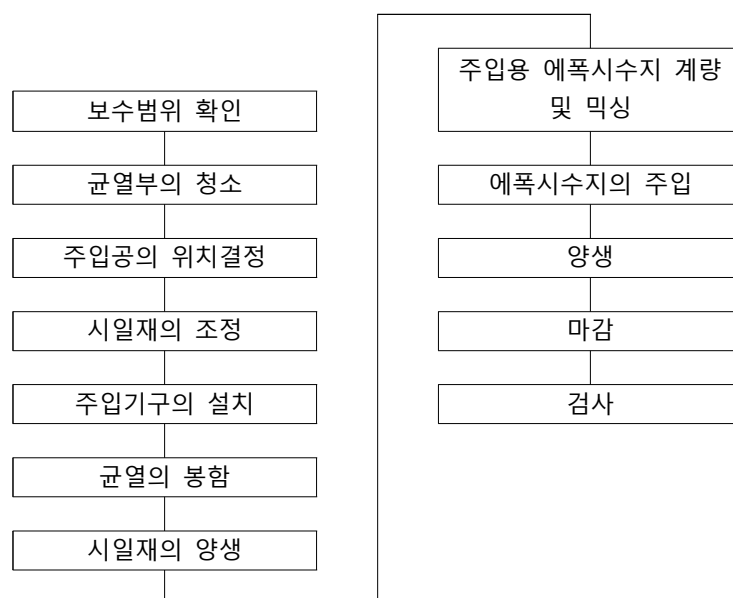 보수범위 확인
균열부의 청소
주입공의 위치결정
시일재의 조정
주입기구의 설치
균열의 봉함
시일재의 양생
주입용 에폭시수지 계량
및 믹싱
에폭시수지의 주입
양생
마감
검사